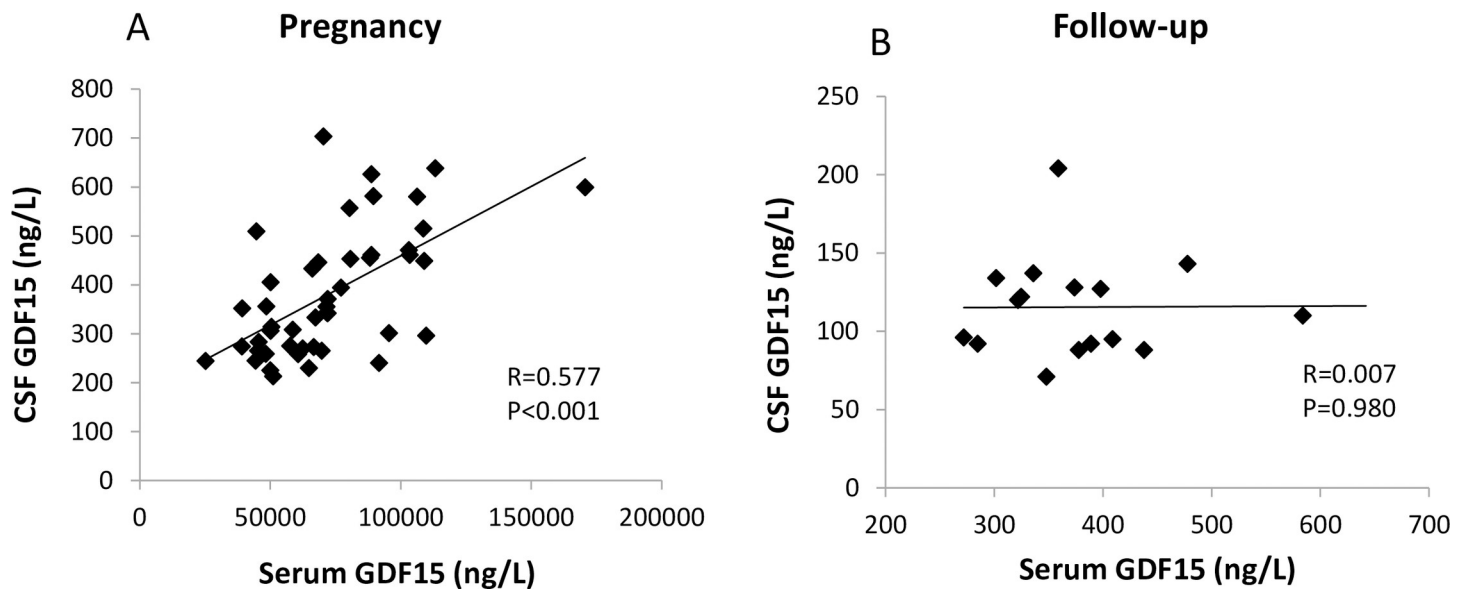 A
Pregnancy
800
700
600
500
400
300
200
100
0
CSF GDF15 (ng/L)
R=0.577
P<0.001
0 50000 100000 150000 200000
Serum GDF15 (ng/L)
B
Follow-up
250
200
150
100
50
0
CSF GDF15 (ng/L)
R=0.007
P=0.980
200 300 400 500 600 700
Serum GDF15 (ng/L)